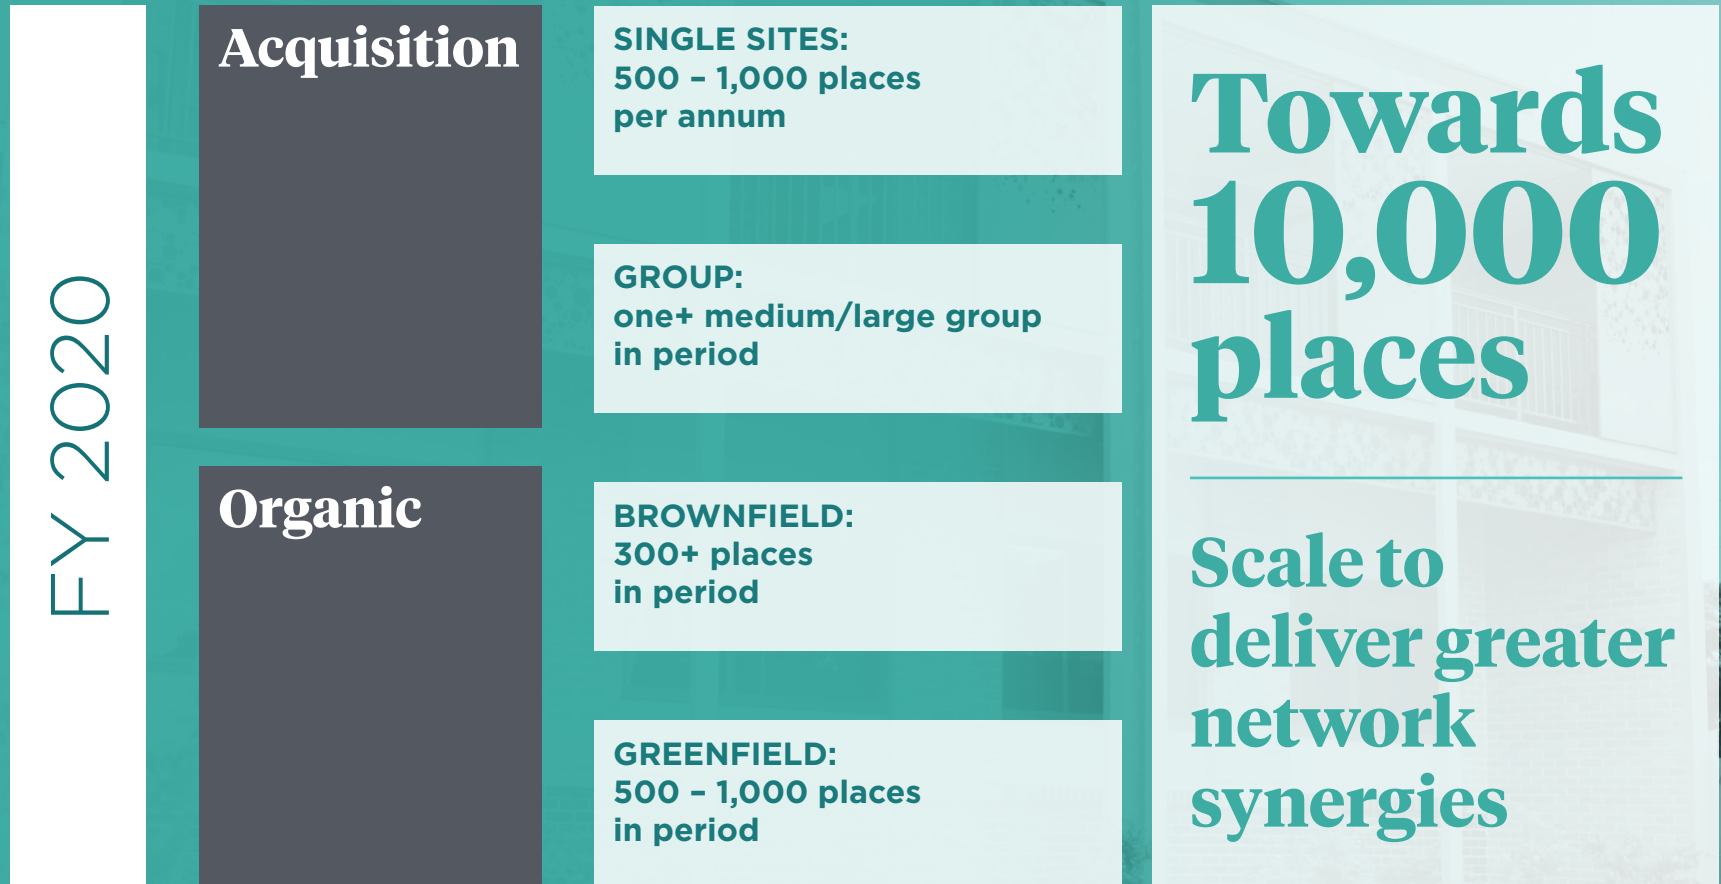 FY 2020
Acquisition
SINGLE SITES:
500 – 1,000 places
per annum
GROUP:
one+ medium/large group
in period
Organic
BROWNFIELD:
300+ places
in period
GREENFIELD:
500 – 1,000 places
in period
Towards
10,000
places
Scale to
deliver greater
network
synergies